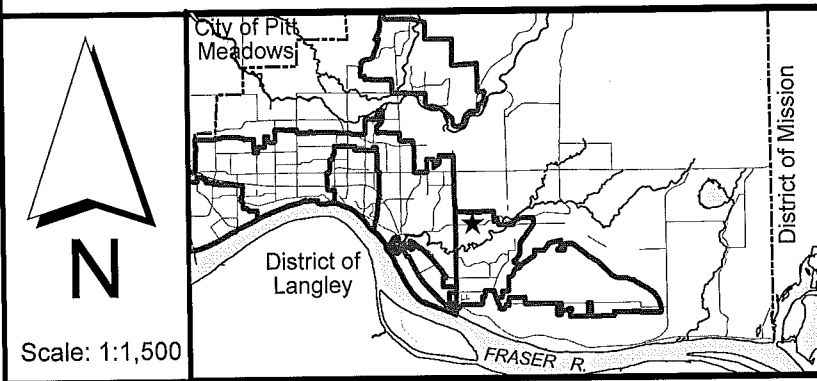 City of Pitt
Meadows
District of Mission
N
District of
Langley
Scale: 1:1,500
FRASER R.